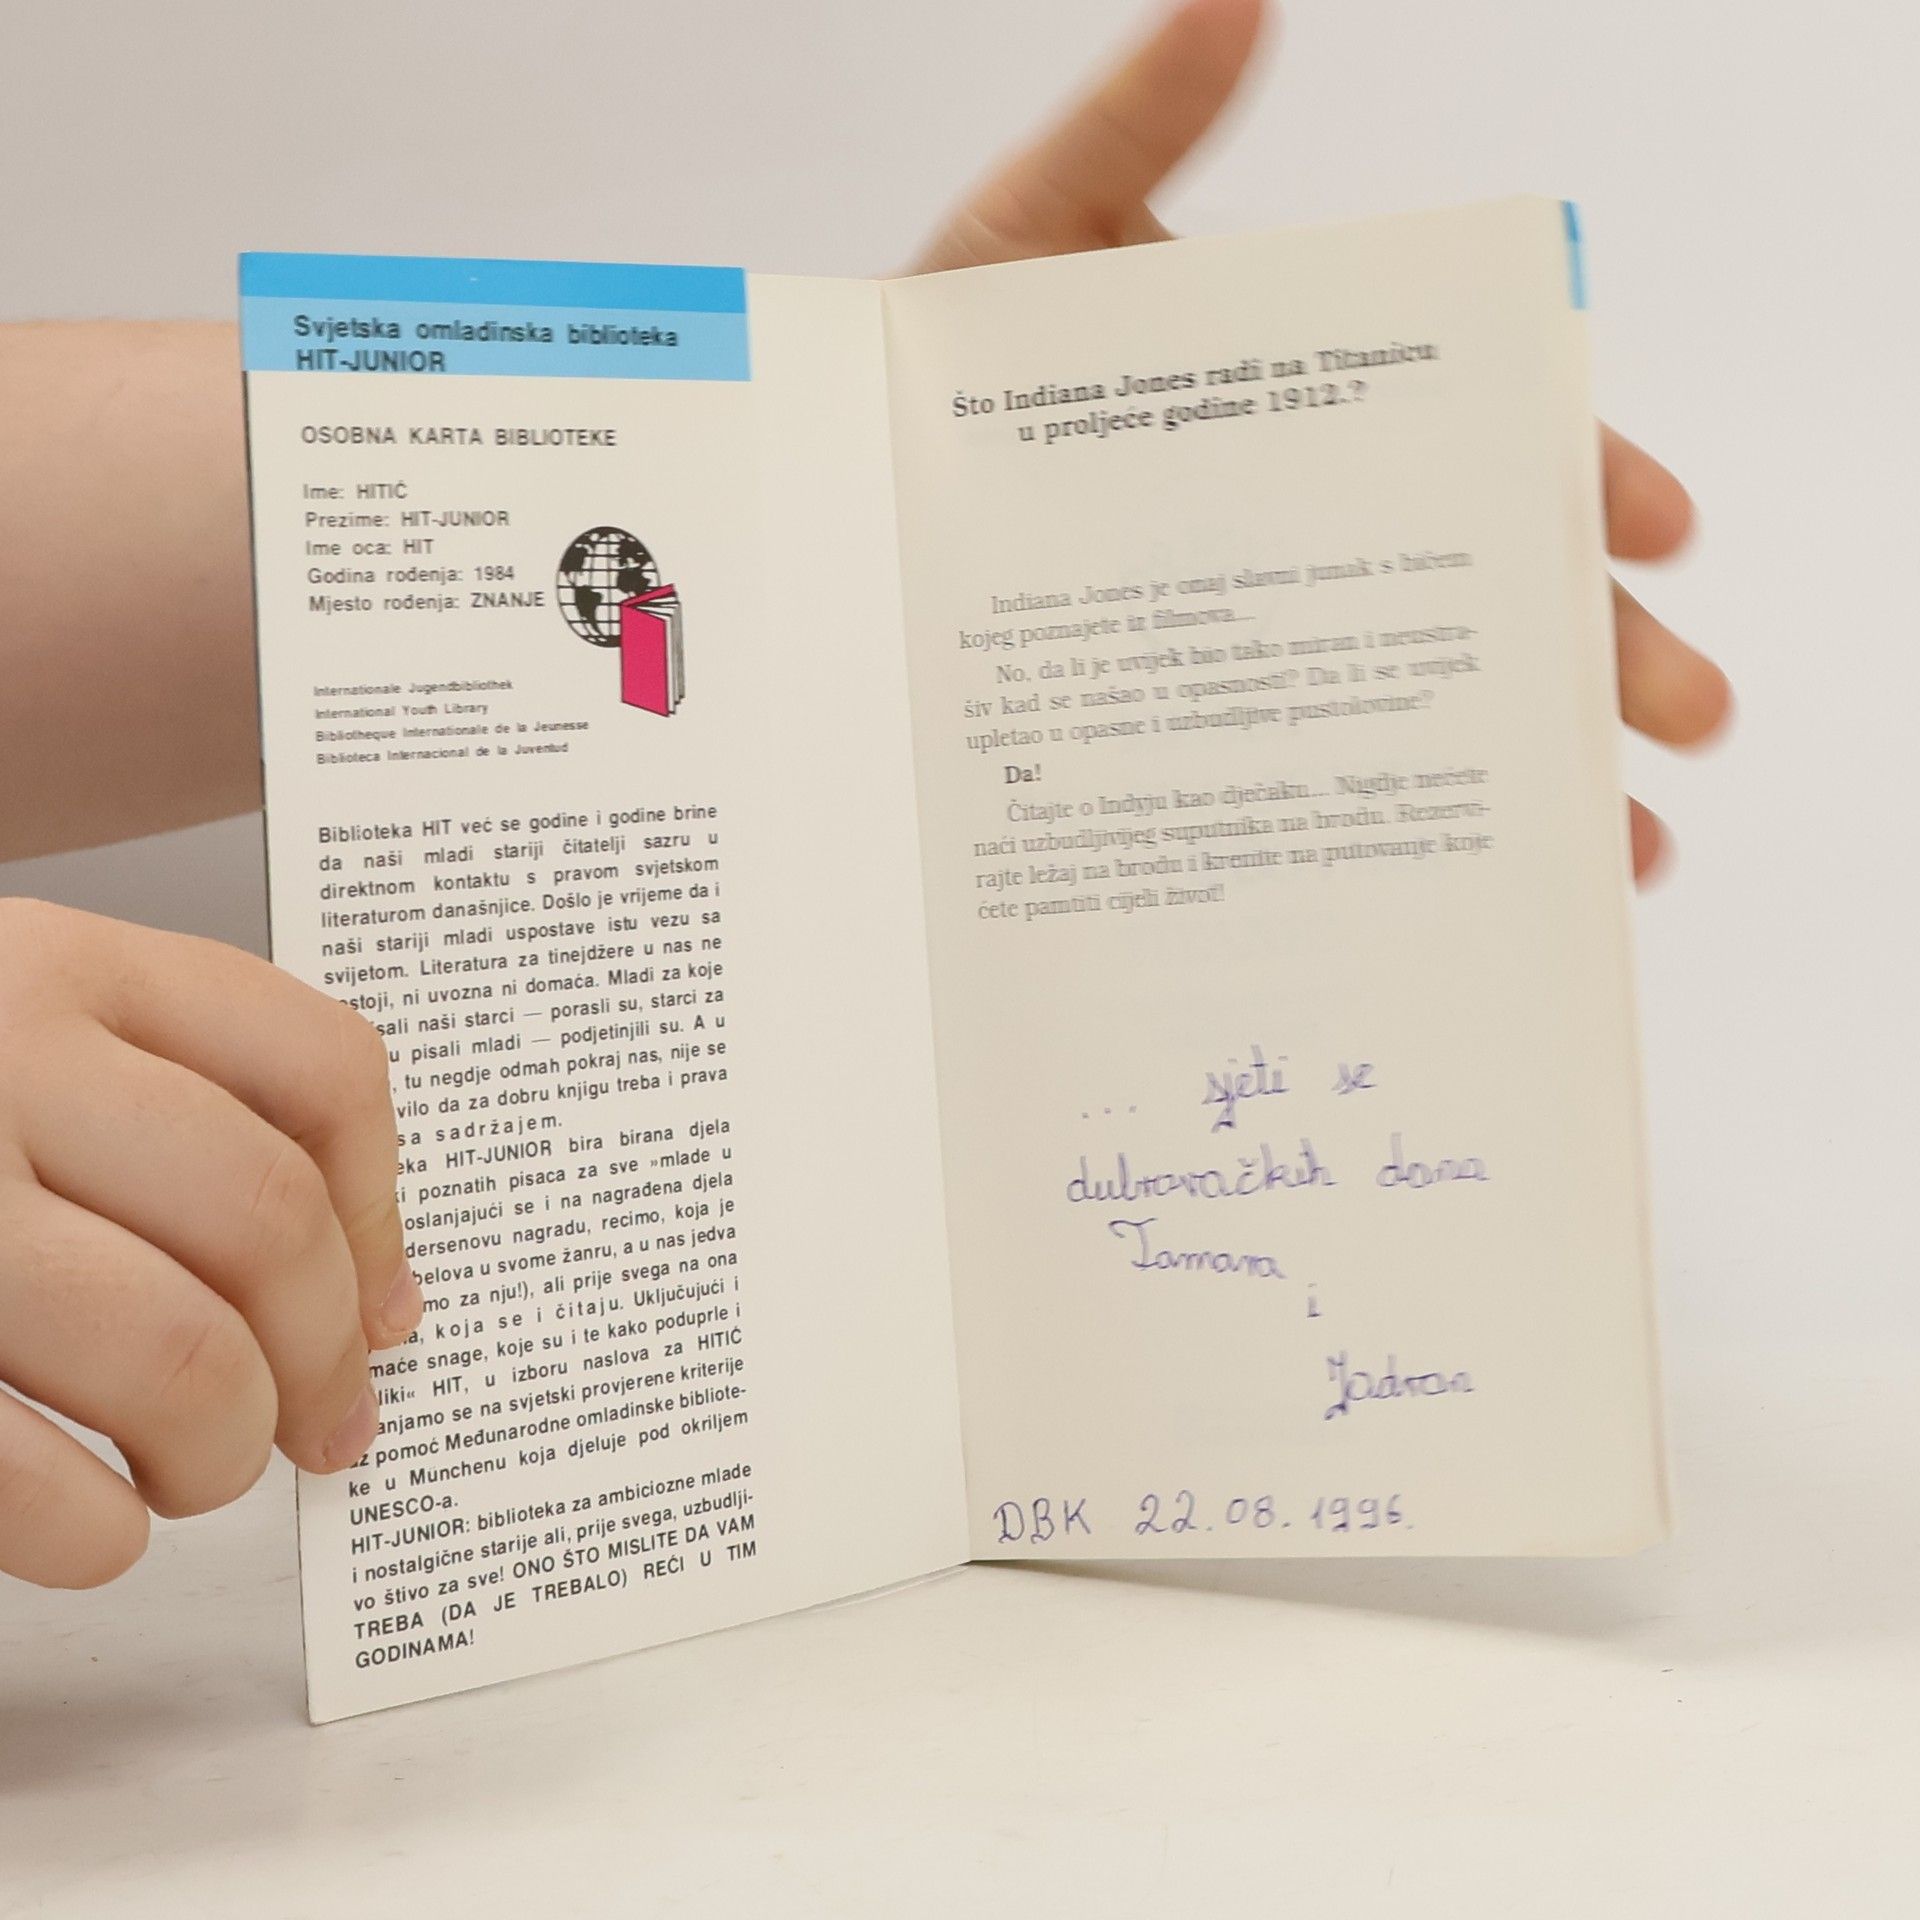 Svjetska omladinska biblioteka
HIT-JUNIOR
OSOBNA KARTA BIBLIOTEKE
Ime: HITIĆ
Prezime: HIT-JUNIOR
Ime oca: HIT
Godina rođenja: 1984
Mjesto rođenja: ZNANJE
Internationale Jugendbibliothek
International Youth Library
Bibliotheque Internationale de la Jeunesse
Biblioteca Internacional de la Juventud
Biblioteka HIT već se godine i godine brine
da naši mladi stariji čitatelji sazru u
direktnom kontaktu s pravom svjetskom
literaturom današnjice. Došlo je vrijeme da i
naši stariji mladi uspostave istu vezu sa
svijetom. Literatura za tinejdžere u nas ne
stoji, ni uvozna ni domaća. Mladi za koje
sali naši starci — porasli su, starci za
u pisali mladi — podjetinjili su. A u
, tu negdje odmah pokraj nas, nije se
vilo da za dobru knjigu treba i prava
sa sadržajem.
eka HIT-JUNIOR bira birana djela
i poznatih pisaca za sve »mlade u
oslanjajući se i na nagrađena djela
dersenovu nagradu, recimo, koja je
belova u svome žanru, a u nas jedva
mo za nju!), ali prije svega na ona
a, koja se i čitaju. Uključujući i
maće snage, koje su i te kako poduprle i
liki« HIT, u izboru naslova za HITIĆ
anjamo se na svjetski provjerene kriterije
uz pomoć Međunarodne omladinske bibliote-
ke u Münchenu koja djeluje pod okriljem
UNESCO-a.
HIT-JUNIOR: biblioteka za ambiciozne mlade
i nostalgične starije ali, prije svega, uzbudlji-
vo štivo za sve! ONO ŠTO MISLITE DA VAM
TREBA (DA JE TREBALO) REĆI U TIM
GODINAMA!
Što Indiana Jones radi na Titanicu
u proljeće godine 1912.?
Indiana Jones je onaj slavni junak s bičem
kojeg poznajete iz filmova...
No, da li je uvijek bio tako miran i neustra-
šiv kad se našao u opasnosti? Da li se uvijek
upletao u opasne i uzbudljive pustolovine?
Da!
Čitajte o Indyju kao dječaku... Nigdje nećete
naći uzbudljivijeg suputnika na brodu. Rezervi-
rajte ležaj na brodu i krenite na putovanje koje
ćete pamtiti cijeli život!
... sjeti se
dubravačkih dana
Tamara
i
Jadran
DBK 22.08.1996.